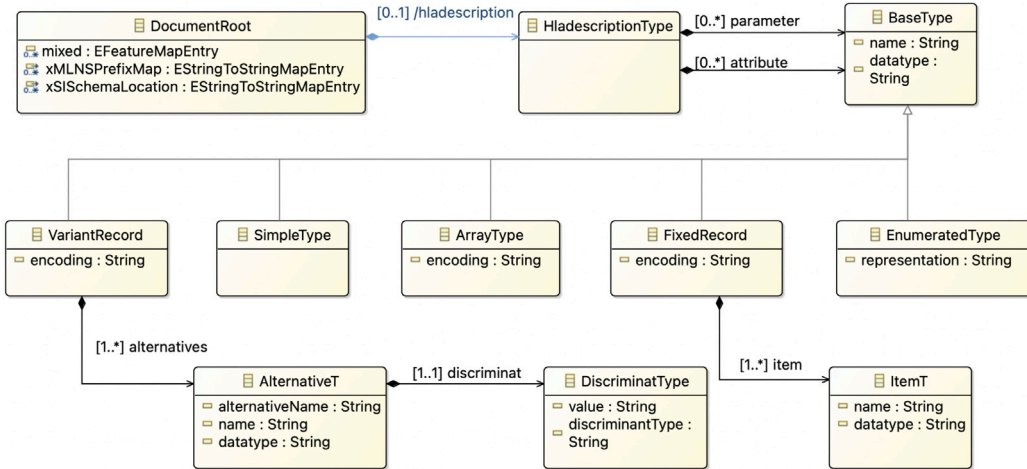 [0..1] /hladescription
DocumentRoot
mixed : EFeatureMapEntry
xMLNSPrefixMap : EStringToStringMapEntry
xSISchemaLocation : EStringToStringMapEntry
HladescriptionType
[0..*] parameter
[0..*] attribute
BaseType
name : String
datatype :
String
VariantRecord
encoding : String
SimpleType
ArrayType
encoding : String
FixedRecord
encoding : String
EnumeratedType
representation : String
[1..*] alternatives
AlternativeT
alternativeName : String
name : String
datatype : String
[1..1] discriminat
DiscriminatType
value : String
discriminantType :
String
[1..*] item
ItemT
name : String
datatype : String